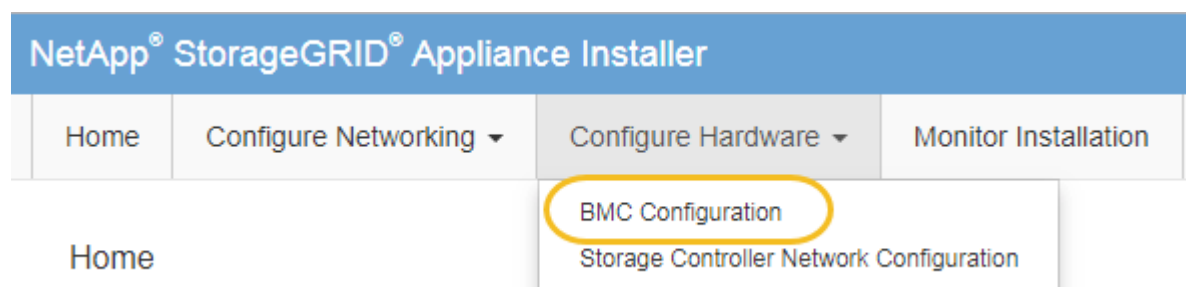 NetApp® StorageGRID® Appliance Installer
Home Configure Networking Configure Hardware Monitor Installation
BMC Configuration
Home
Storage Controller Network Configuration